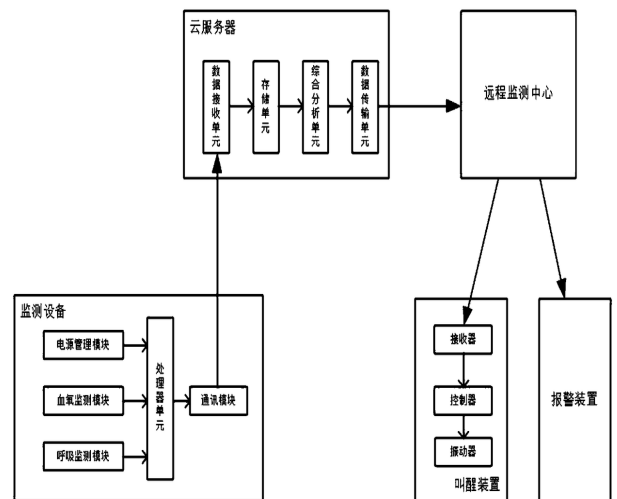 云服务器
数据接收单元
存储单元
综合分析单元
数据传输单元
远程监测中心
监测设备
电源管理模块
血氧监测模块
呼吸监测模块
处理器单元
通讯模块
接收器
控制器
振动器
叫醒装置
报警装置